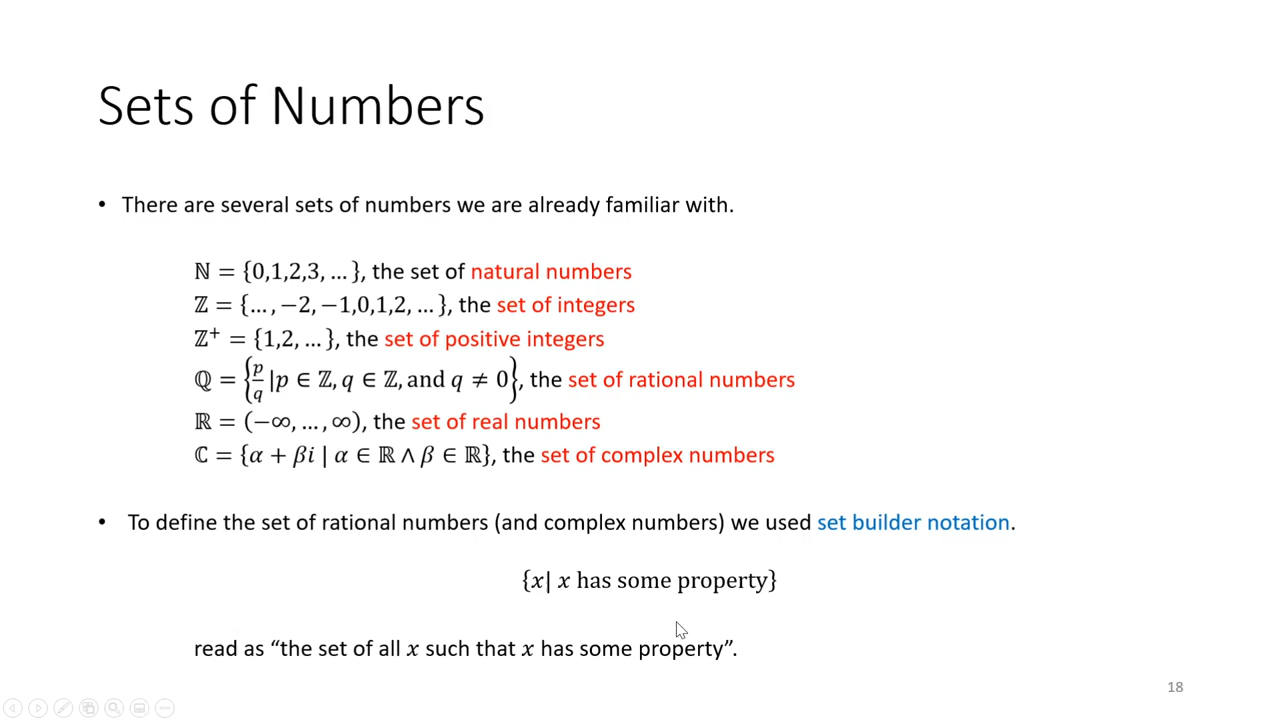 Sets of Numbers
• There are several sets of numbers we are already familiar with.
ℕ = {0,1,2,3, … }, the set of natural numbers
ℤ = {… , −2, −1,0,1,2, … }, the set of integers
ℤ⁺ = {1,2, … }, the set of positive integers
ℚ = {p/q |p ∈ ℤ, q ∈ ℤ, and q ≠ 0}, the set of rational numbers
ℝ = (−∞, … , ∞), the set of real numbers
ℂ = {α + βi | α ∈ ℝ ∧ β ∈ ℝ}, the set of complex numbers
• To define the set of rational numbers (and complex numbers) we used set builder notation.
{x| x has some property}
read as “the set of all x such that x has some property”.
18